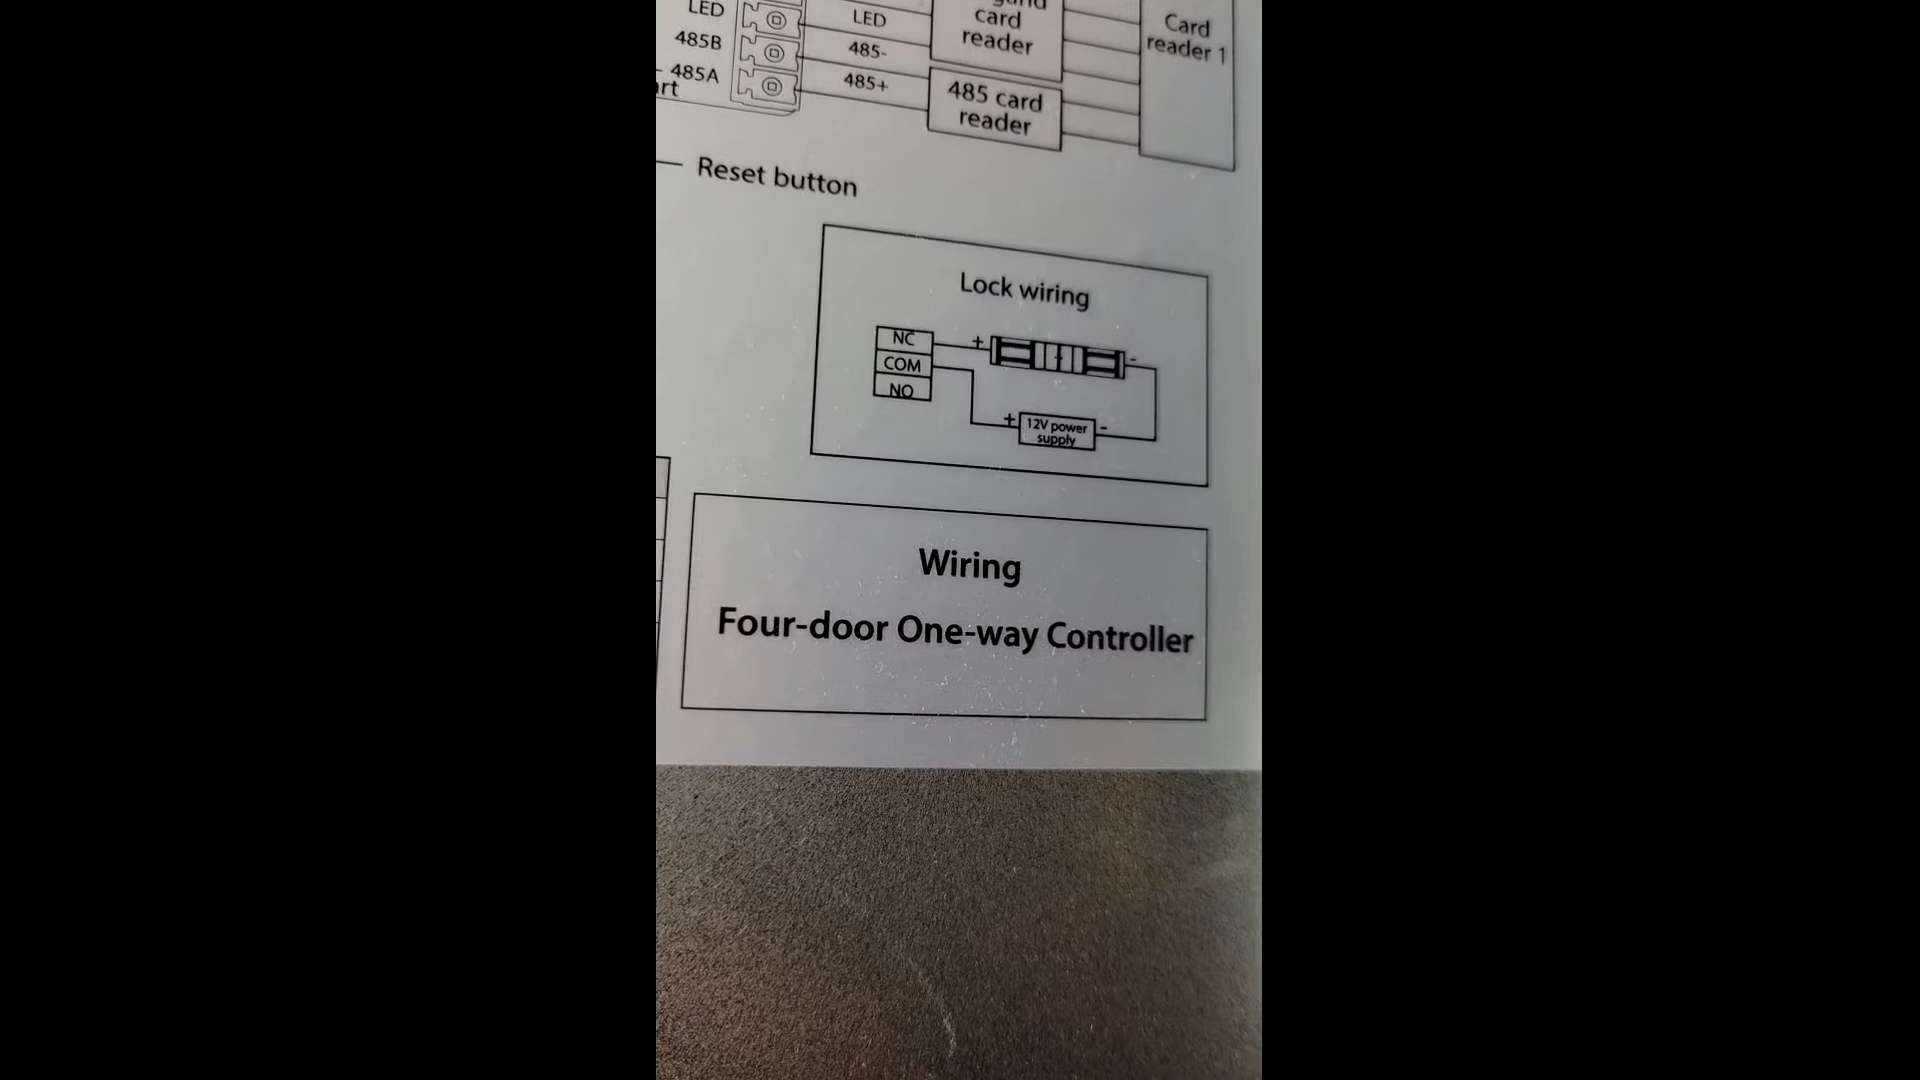 LED
LED
card
reader
Card
reader 1
485B
485-
485A
485+
485 card
reader
Reset button
Lock wiring
NC
+
-
COM
NO
+
12V power
supply
-
Wiring
Four-door One-way Controller